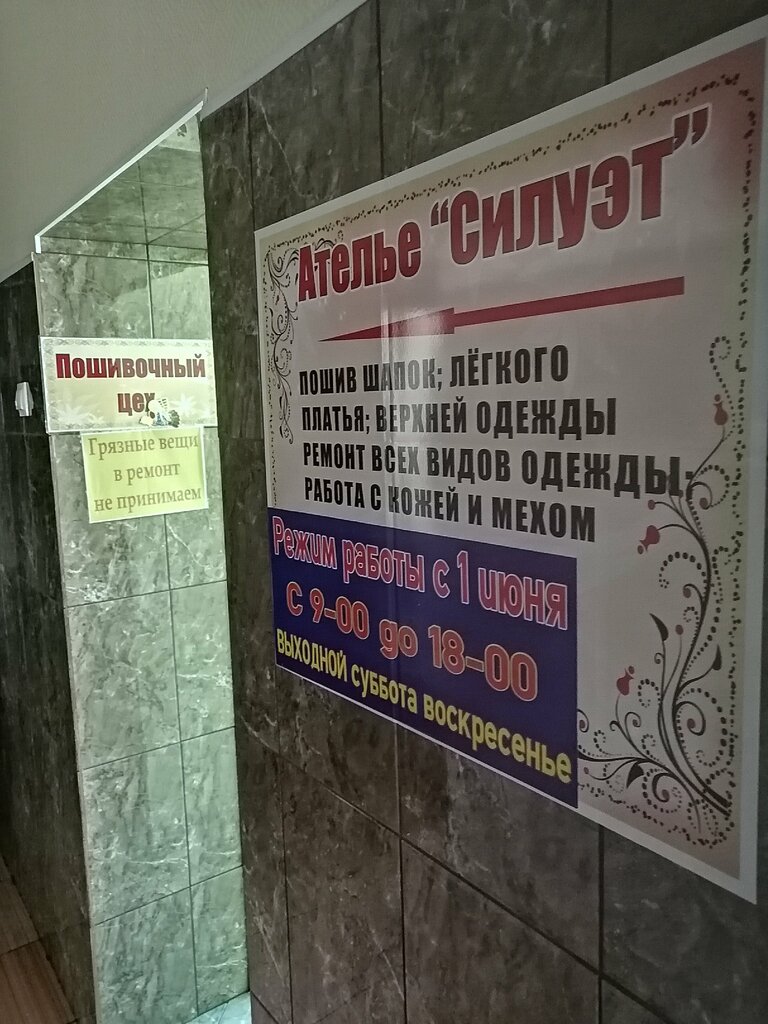 Ателье "Силуэт"
ПОШИВ ШАПОК; ЛЁГКОГО
ПЛАТЬЯ; ВЕРХНЕЙ ОДЕЖДЫ
РЕМОНТ ВСЕХ ВИДОВ ОДЕЖДЫ;
РАБОТА С КОЖЕЙ И МЕХОМ
Режим работы с 1 июня
С 9-00 до 18-00
ВЫХОДНОЙ СУББОТА ВОСКРЕСЕНЬЕ
Пошивочный
цех
Грязные вещи
в ремонт
не принимаем